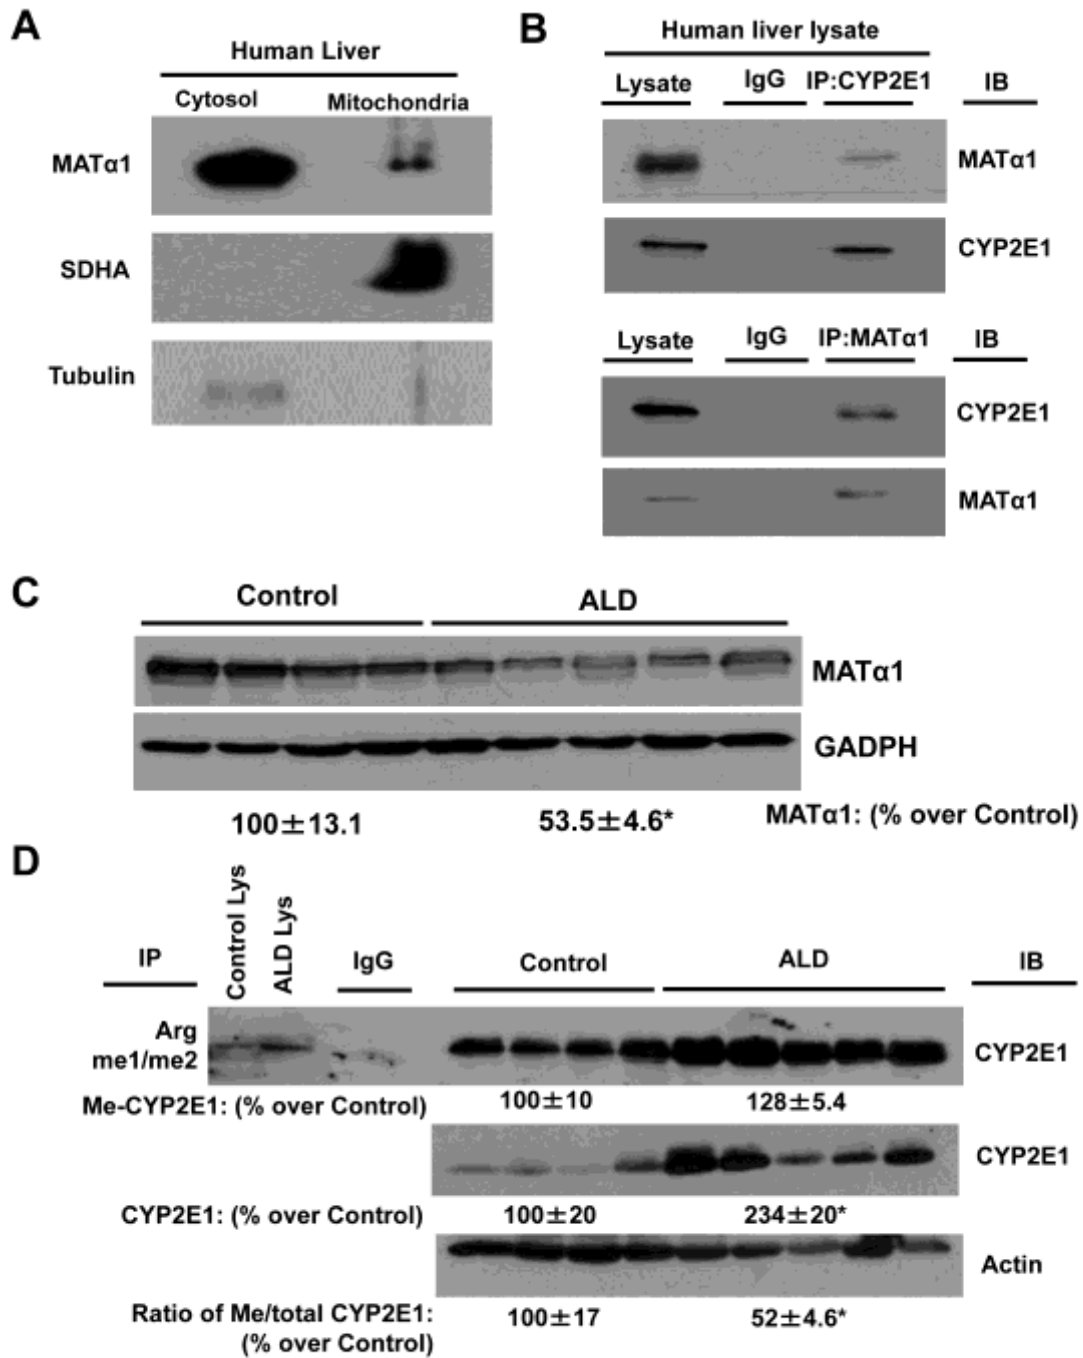 A
Human Liver
Cytosol Mitochondria
MATα1
SDHA
Tubulin
B
Human liver lysate
Lysate IgG IP:CYP2E1 IB
MATα1
CYP2E1
Lysate IgG IP:MATα1 IB
CYP2E1
MATα1
C
Control ALD
MATα1
GADPH
100±13.1 53.5±4.6* MATα1: (% over Control)
D
IP Control Lys ALD Lys IgG Control ALD IB
Arg
me1/me2 CYP2E1
Me-CYP2E1: (% over Control) 100±10 128±5.4
CYP2E1
CYP2E1: (% over Control) 100±20 234±20*
Actin
Ratio of Me/total CYP2E1: 100±17 52±4.6*
(% over Control)